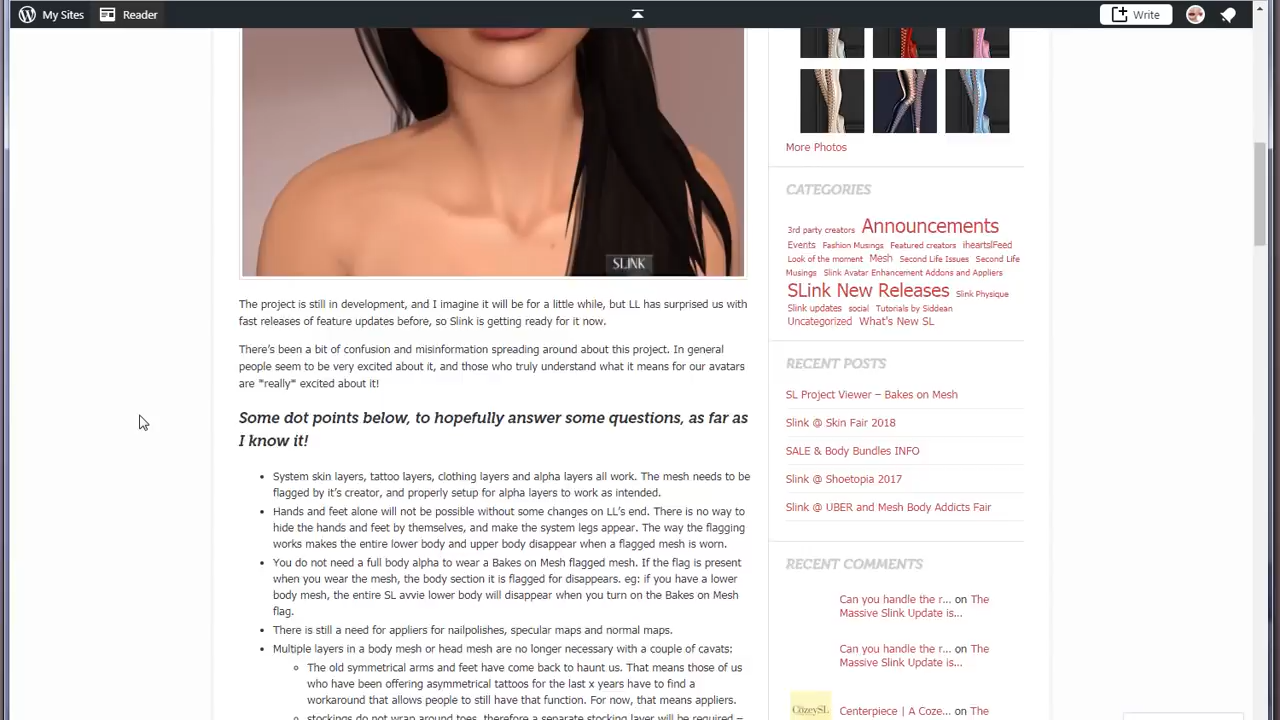 My Sites
Reader
Write
SLINK
The project is still in development, and I imagine it will be for a little while, but LL has surprised us with
fast releases of feature updates before, so Slink is getting ready for it now.
There's been a bit of confusion and misinformation spreading around about this project. In general
people seem to be very excited about it, and those who truly understand what it means for our avatars
are *really* excited about it!
Some dot points below, to hopefully answer some questions, as far as
I know it!
• System skin layers, tattoo layers, clothing layers and alpha layers all work. The mesh needs to be
flagged by it's creator, and properly setup for alpha layers to work as intended.
• Hands and feet alone will not be possible without some changes on LL's end. There is no way to
hide the hands and feet by themselves, and make the system legs appear. The way the flagging
works makes the entire lower body and upper body disappear when a flagged mesh is worn.
• You do not need a full body alpha to wear a Bakes on Mesh flagged mesh. If the flag is present
when you wear the mesh, the body section it is flagged for disappears. eg: if you have a lower
body mesh, the entire SL avvie lower body will disappear when you turn on the Bakes on Mesh
flag.
• There is still a need for appliers for nailpolishes, specular maps and normal maps.
• Multiple layers in a body mesh or head mesh are no longer necessary with a couple of cavats:
◦ The old symmetrical arms and feet have come back to haunt us. That means those of us
who have been offering asymmetrical tattoos for the last x years have to find a
workaround that allows people to still have that function. For now, that means appliers.
◦ stockings do not wrap around toes, therefore a separate stocking layer will be required –
More Photos
CATEGORIES
3rd party creators Announcements
Events Fashion Musings Featured creators iheartslFeed
Look of the moment Mesh Second Life Issues Second Life
Musings Slink Avatar Enhancement Addons and Appliers
SLink New Releases Slink Physique
Slink updates social Tutorials by Siddean
Uncategorized What's New SL
RECENT POSTS
SL Project Viewer – Bakes on Mesh
Slink @ Skin Fair 2018
SALE & Body Bundles INFO
Slink @ Shoetopia 2017
Slink @ UBER and Mesh Body Addicts Fair
RECENT COMMENTS
Can you handle the r... on The
Massive Slink Update is...
Can you handle the r... on The
Massive Slink Update is...
CozeySL
Centerpiece | A Coze... on The